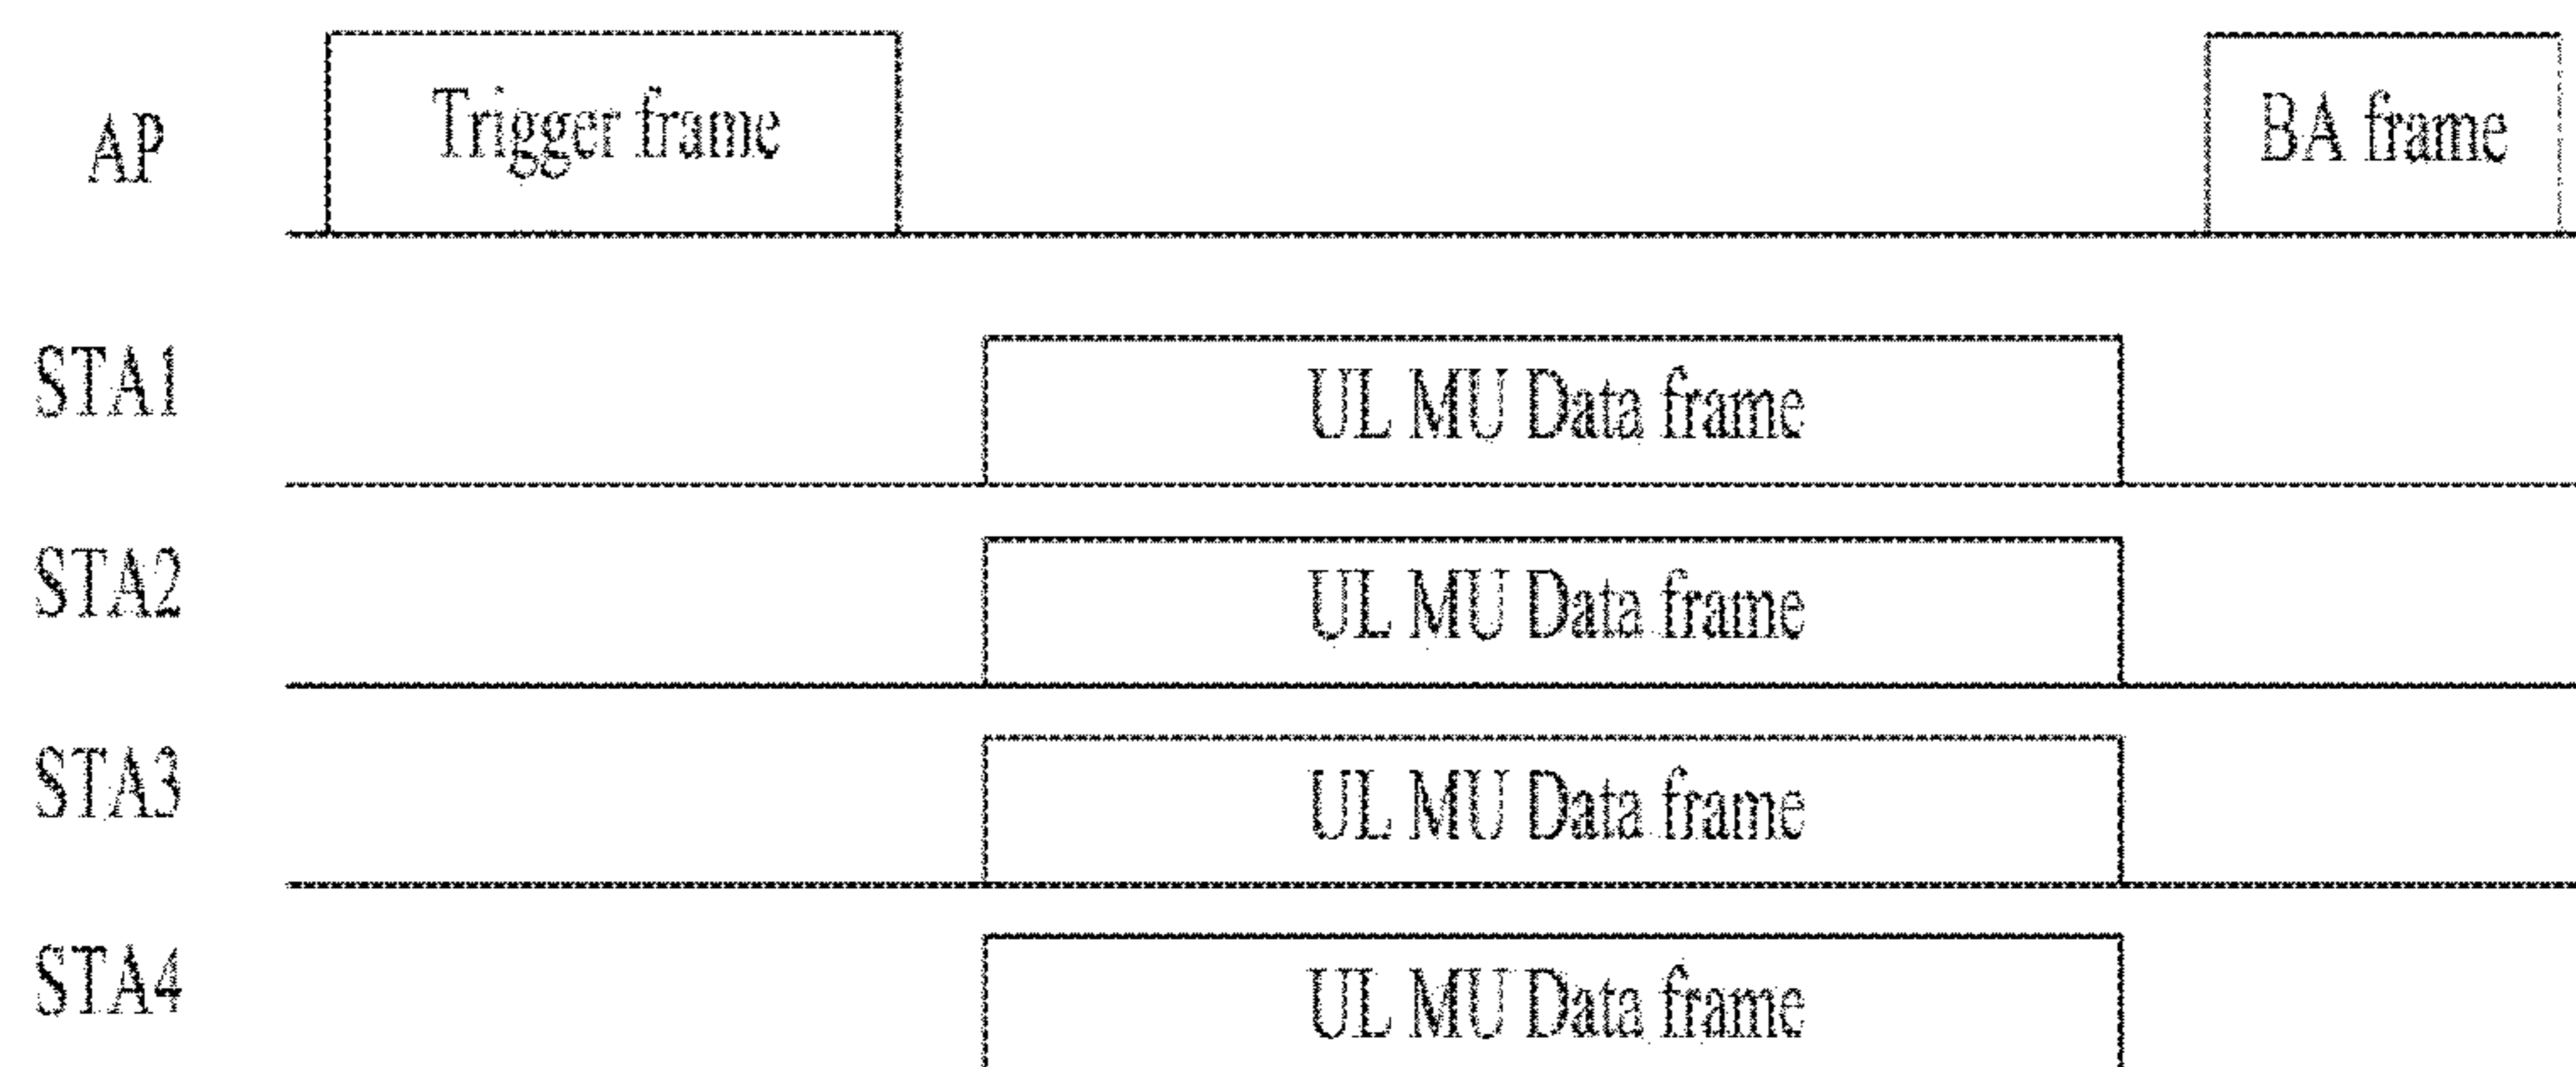 AP Trigger frame BA frame
STA1 UL MU Data frame
STA2 UL MU Data frame
STA3 UL MU Data frame
STA4 UL MU Data frame